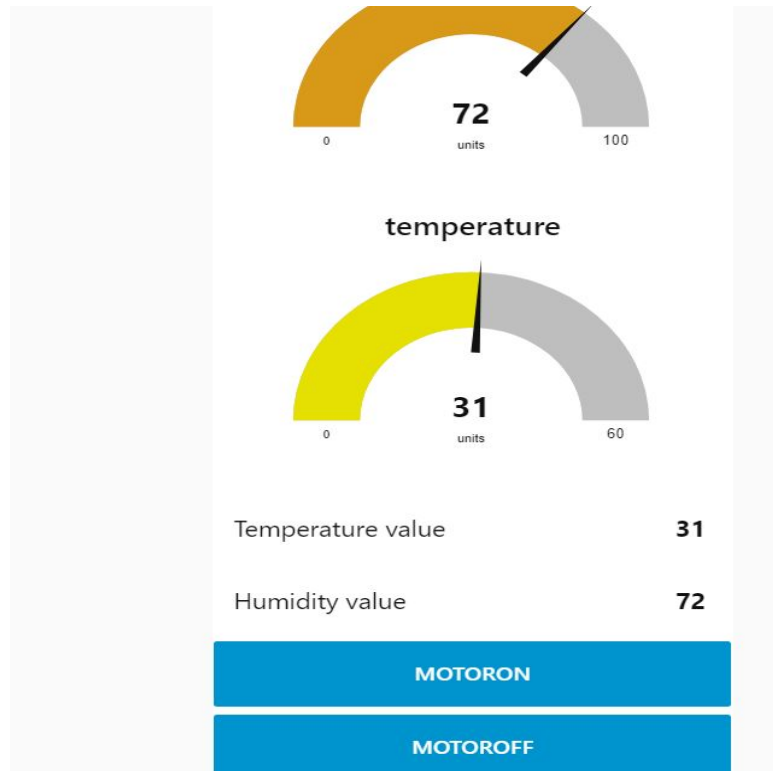 72
0 units 100
temperature
31
0 units 60
Temperature value 31
Humidity value 72
MOTORON
MOTOROFF